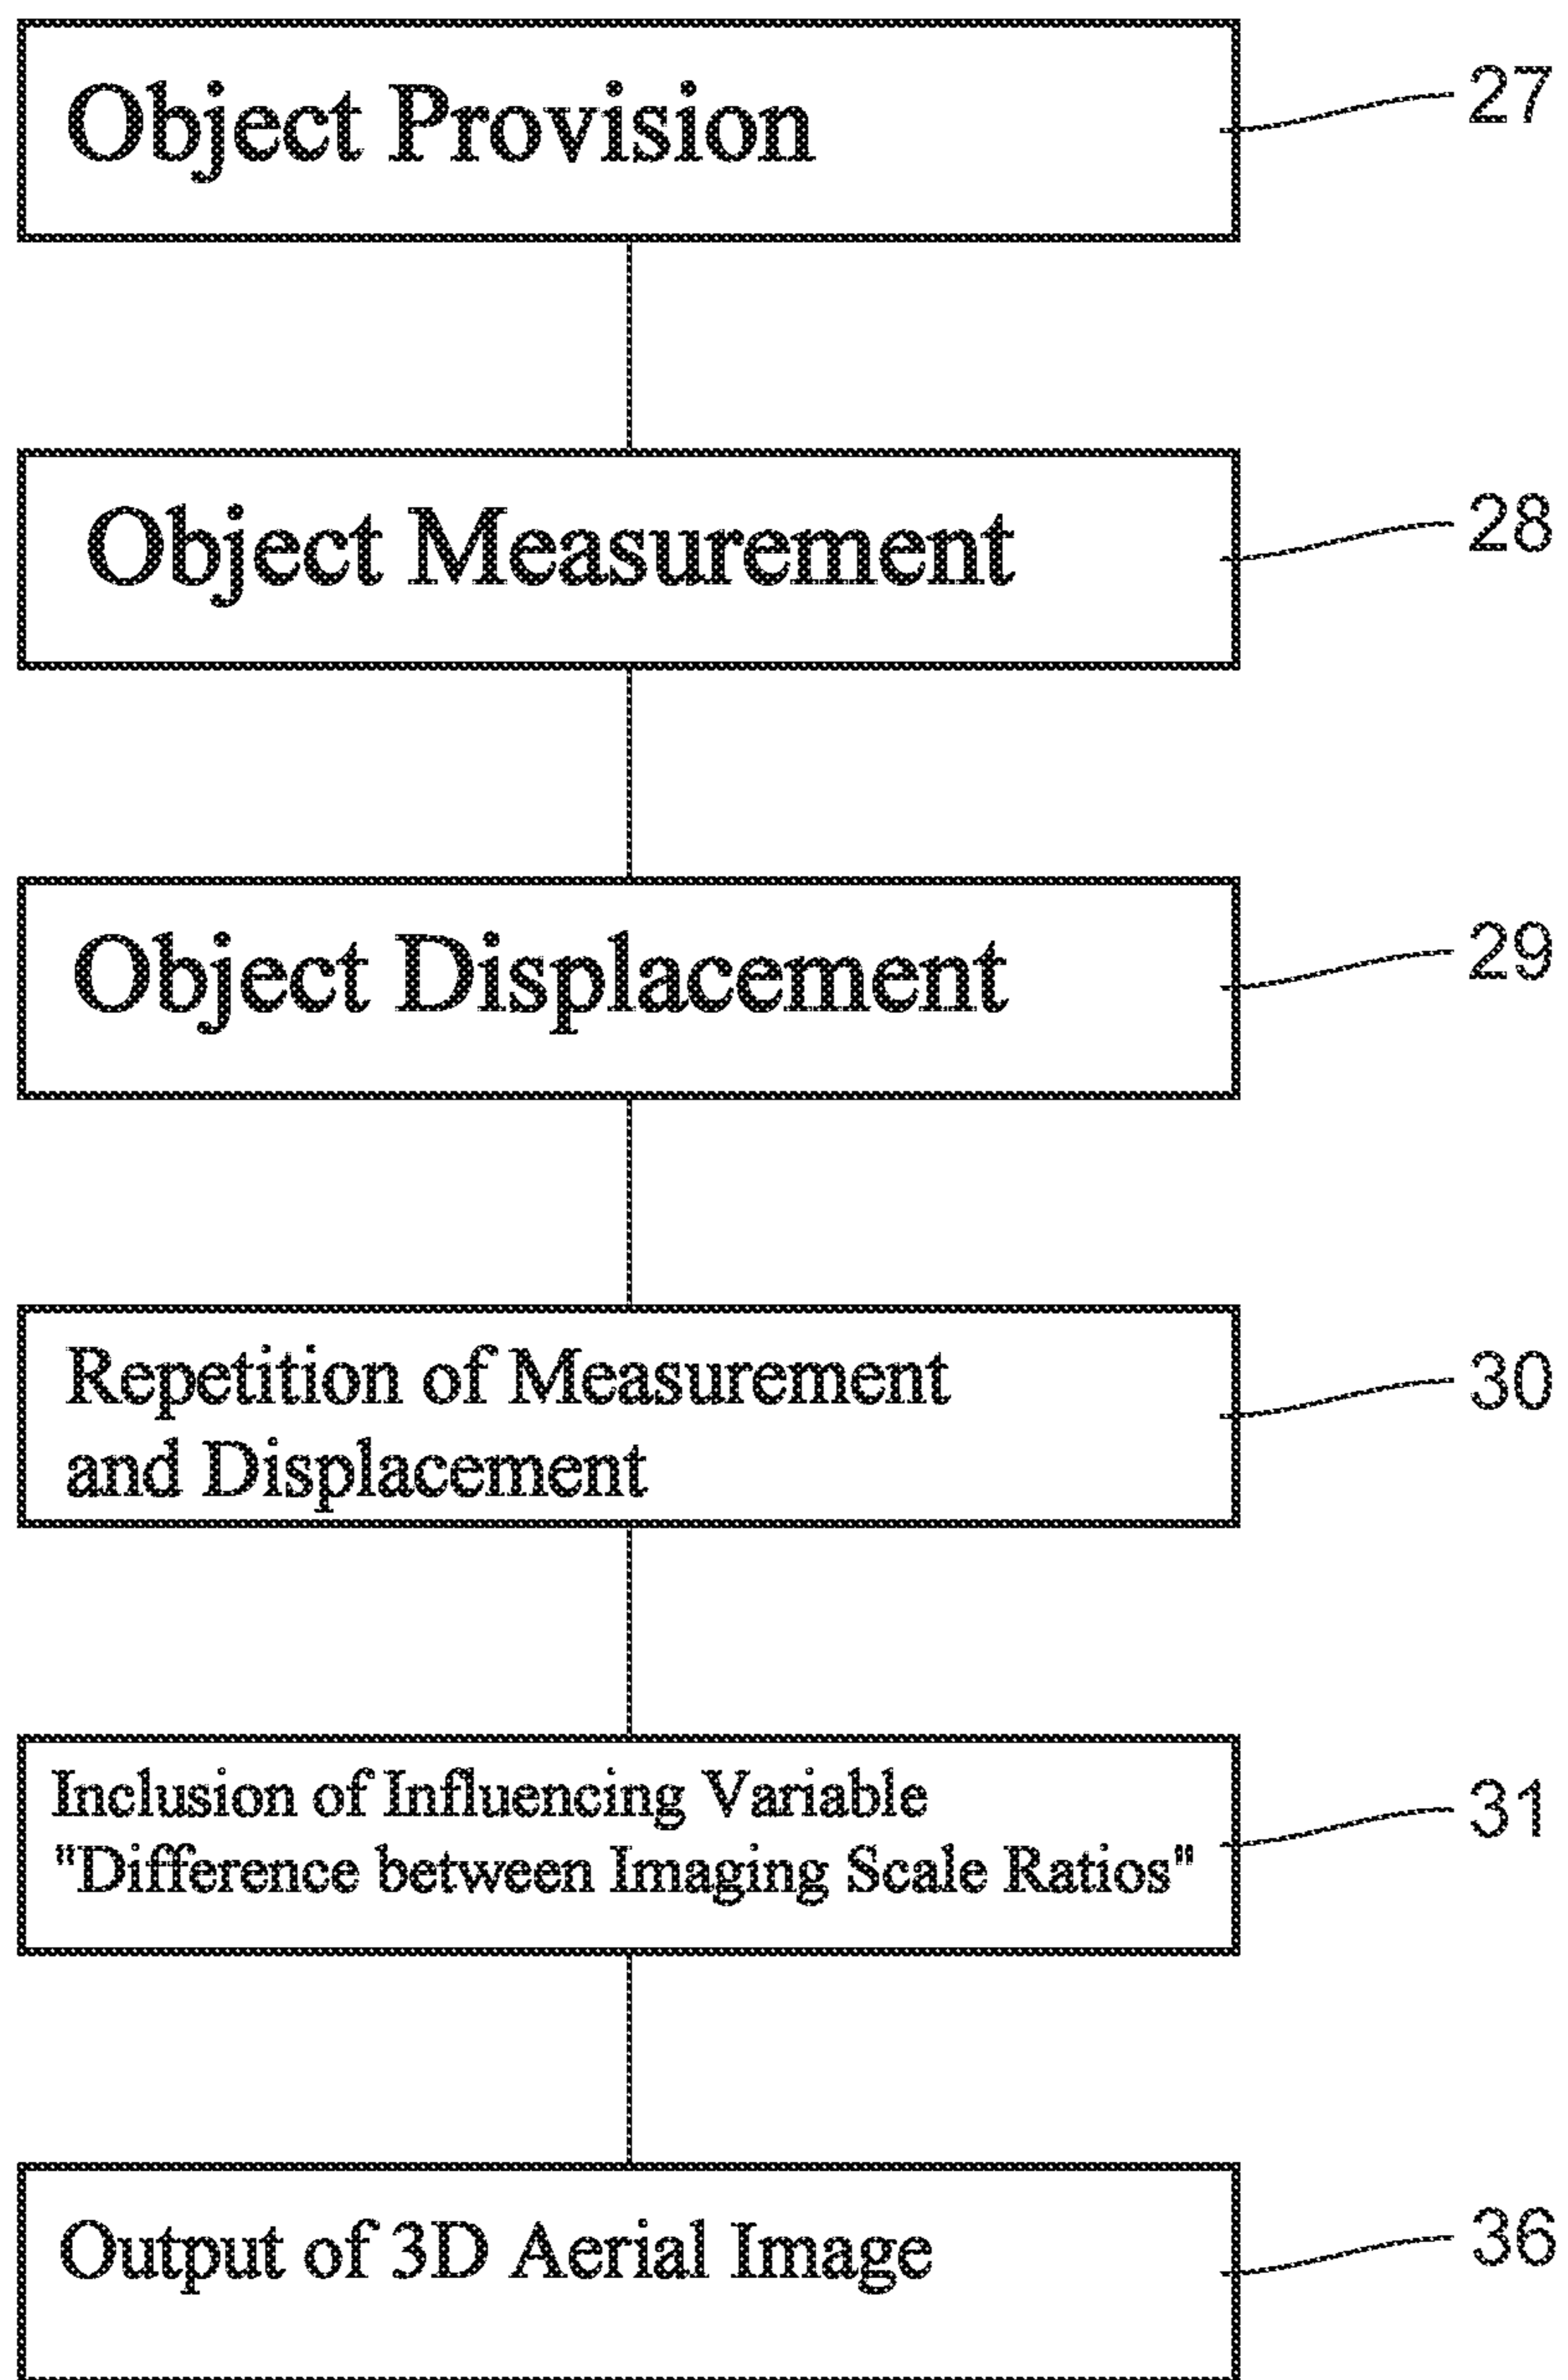 Object Provision
27
Object Measurement
28
Object Displacement
29
Repetition of Measurement
and Displacement
30
Inclusion of Influencing Variable
"Difference between Imaging Scale Ratios"
31
Output of 3D Aerial Image
36